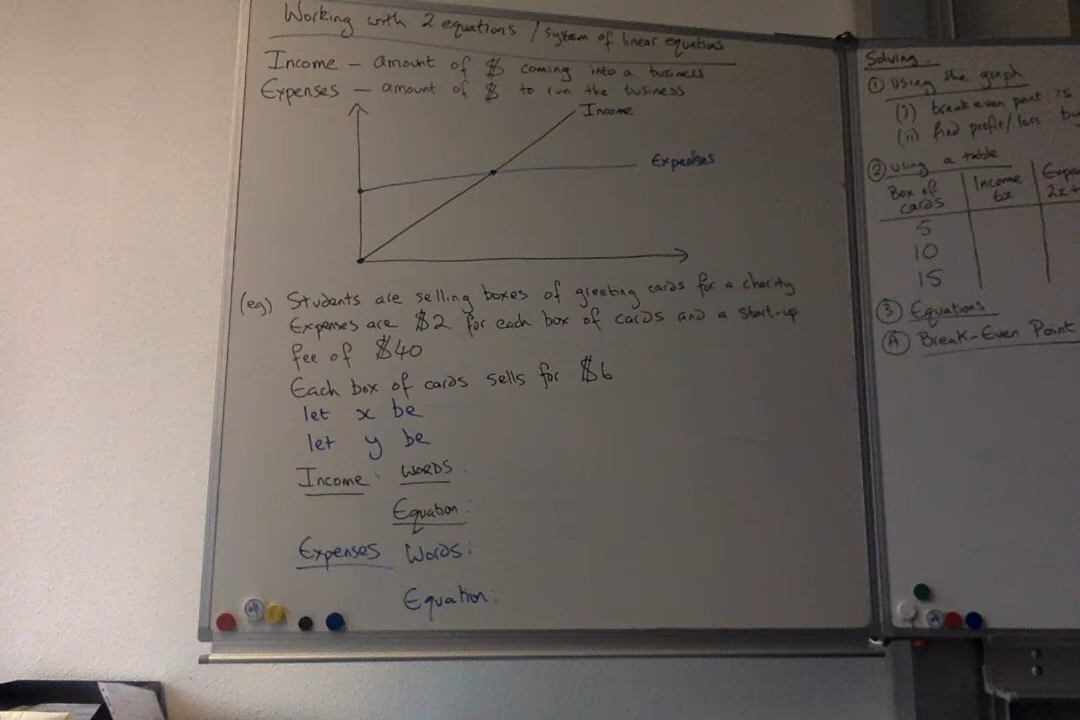 Working with 2 equations / system of linear equations
Income – amount of $ coming into a business
Expenses – amount of $ to run the business
Income
Expenses
(eg) Students are selling boxes of greeting cards for a charity
Expenses are $2 for each box of cards and a start-up
fee of $40
Each box of cards sells for $6
let x be
let y be
Income: WORDS:
Equation:
Expenses Words:
Equation:
Solving.
① Using the graph
(i) break even point is
(ii) find profit/loss
② Using a table
Box of cards Income 6x 2x+
5
10
15
③ Equations
Ⓐ Break-Even Point